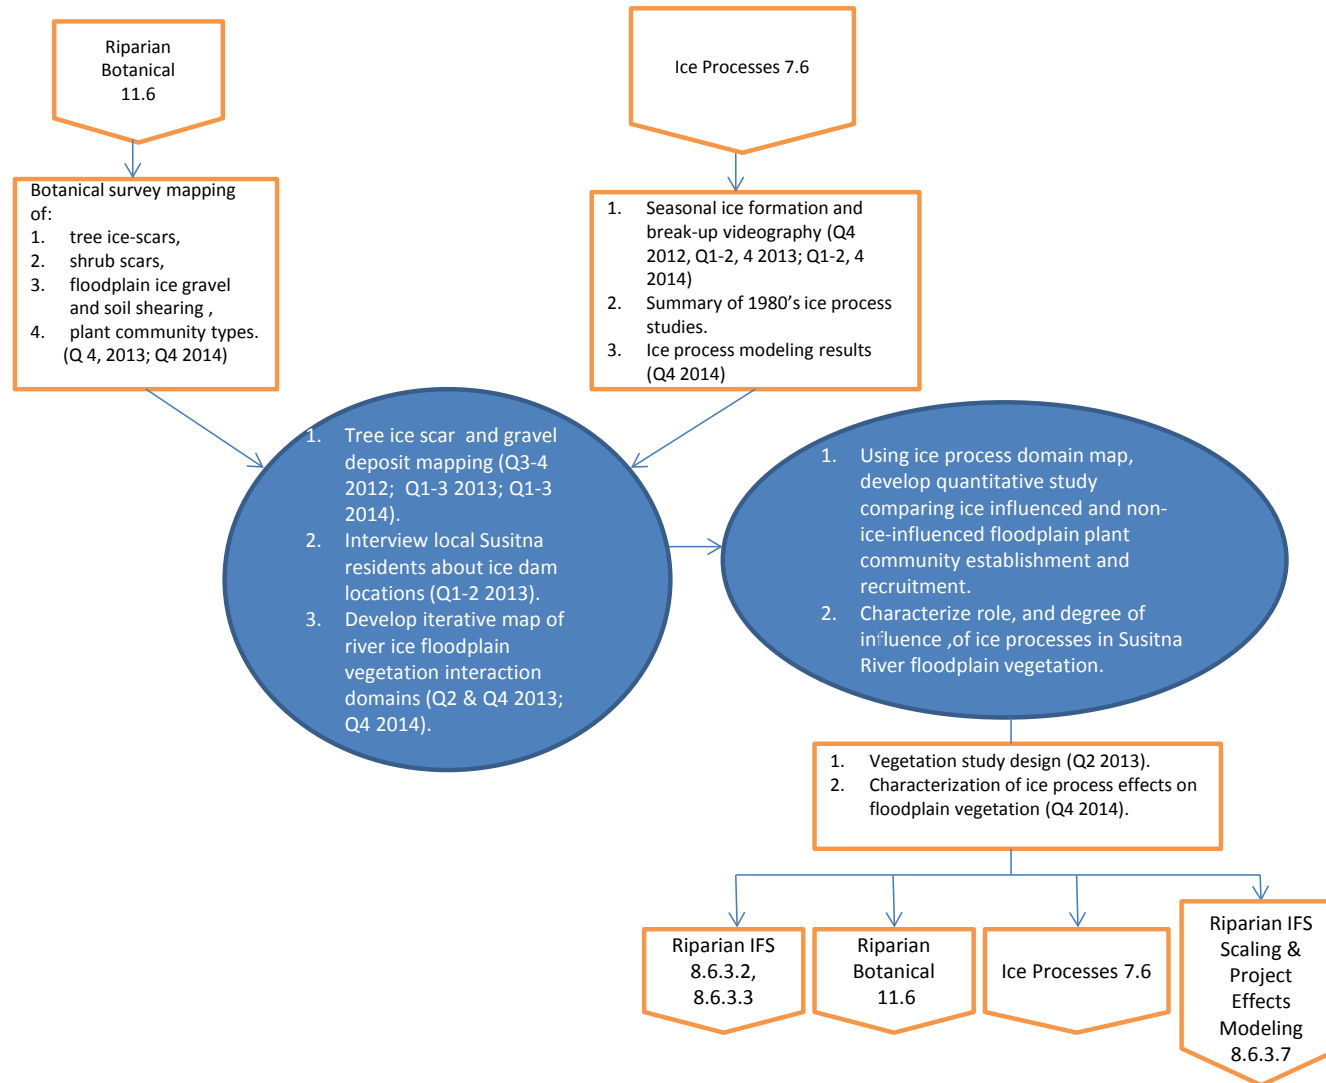 Riparian
Botanical
11.6
Ice Processes 7.6
Botanical survey mapping
of:
1. tree ice-scars,
2. shrub scars,
3. floodplain ice gravel
and soil shearing ,
4. plant community types.
(Q 4, 2013; Q4 2014)
1. Seasonal ice formation and
break-up videography (Q4
2012, Q1-2, 4 2013; Q1-2, 4
2014)
2. Summary of 1980’s ice process
studies.
3. Ice process modeling results
(Q4 2014)
1. Tree ice scar and gravel
deposit mapping (Q3-4
2012; Q1-3 2013; Q1-3
2014).
2. Interview local Susitna
residents about ice dam
locations (Q1-2 2013).
3. Develop iterative map of
river ice floodplain
vegetation interaction
domains (Q2 & Q4 2013;
Q4 2014).
1. Using ice process domain map,
develop quantitative study
comparing ice influenced and non-
ice-influenced floodplain plant
community establishment and
recruitment.
2. Characterize role, and degree of
influence ,of ice processes in Susitna
River floodplain vegetation.
1. Vegetation study design (Q2 2013).
2. Characterization of ice process effects on
floodplain vegetation (Q4 2014).
Riparian IFS
8.6.3.2,
8.6.3.3
Riparian
Botanical
11.6
Ice Processes 7.6
Riparian IFS
Scaling &
Project
Effects
Modeling
8.6.3.7